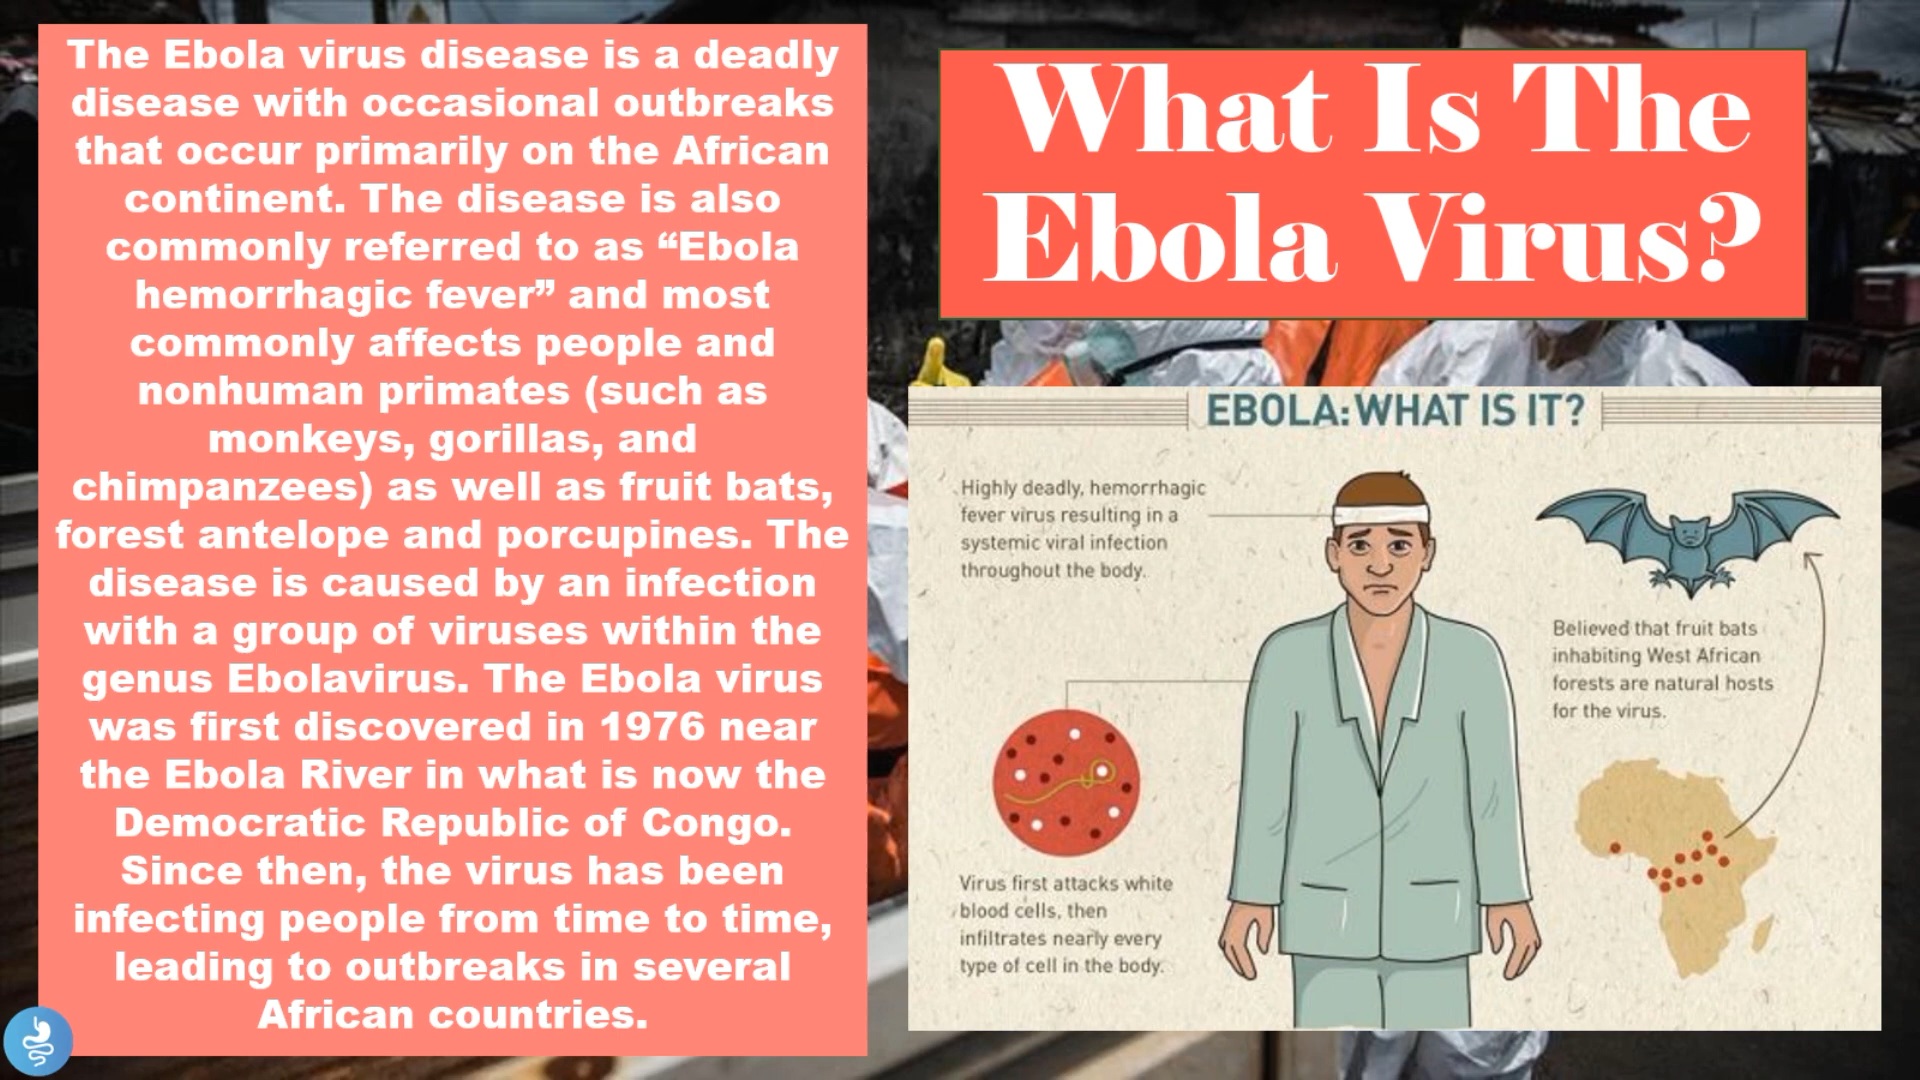 The Ebola virus disease is a deadly
disease with occasional outbreaks
that occur primarily on the African
continent. The disease is also
commonly referred to as “Ebola
hemorrhagic fever” and most
commonly affects people and
nonhuman primates (such as
monkeys, gorillas, and
chimpanzees) as well as fruit bats,
forest antelope and porcupines. The
disease is caused by an infection
with a group of viruses within the
genus Ebolavirus. The Ebola virus
was first discovered in 1976 near
the Ebola River in what is now the
Democratic Republic of Congo.
Since then, the virus has been
infecting people from time to time,
leading to outbreaks in several
African countries.
What Is The
Ebola Virus?
EBOLA: WHAT IS IT?
Highly deadly, hemorrhagic
fever virus resulting in a
systemic viral infection
throughout the body.
Believed that fruit bats
inhabiting West African
forests are natural hosts
for the virus.
Virus first attacks white
blood cells, then
infiltrates nearly every
type of cell in the body.